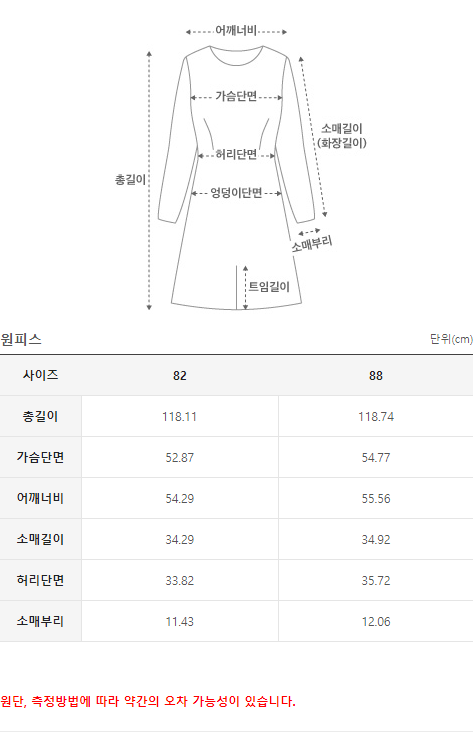 어깨너비
가슴단면
소매길이
(화장길이)
허리단면
총길이
엉덩이단면
소매부리
트임길이
원피스 단위(cm)
사이즈 82 88
총길이 118.11 118.74
가슴단면 52.87 54.77
어깨너비 54.29 55.56
소매길이 34.29 34.92
허리단면 33.82 35.72
소매부리 11.43 12.06
원단, 측정방법에 따라 약간의 오차 가능성이 있습니다.